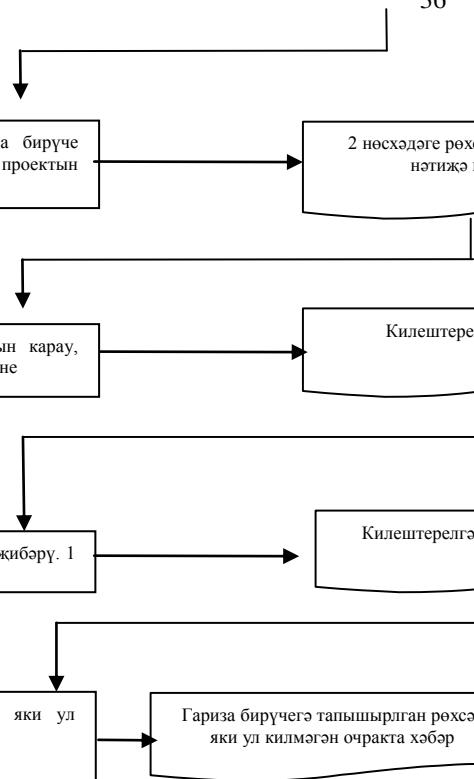 а бирүче
проектын
2 нөсхәдәге рөхс
нәтиҗә
ын карау,
не
Килештере
җибәрү. 1
Килештерелгә
яки ул
Гариза бирүчегә тапшырылган рөхсә
яки ул килмәгән очракта хәбәр